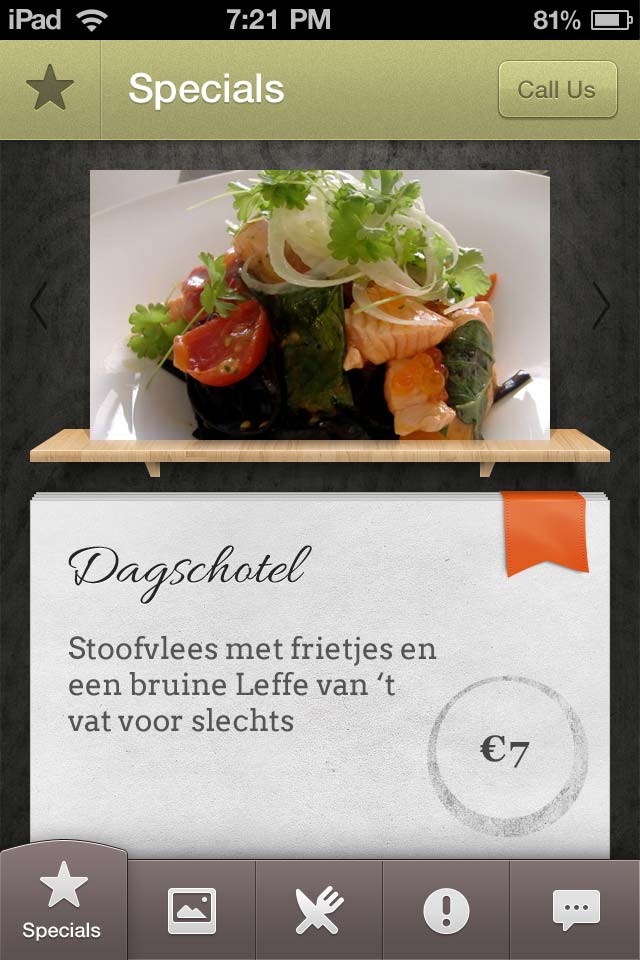 iPad 7:21 PM 81%
Specials
Call Us
Dagschotel
Stoofvlees met frietjes en
een bruine Leffe van ‘t
vat voor slechts
€7
Specials